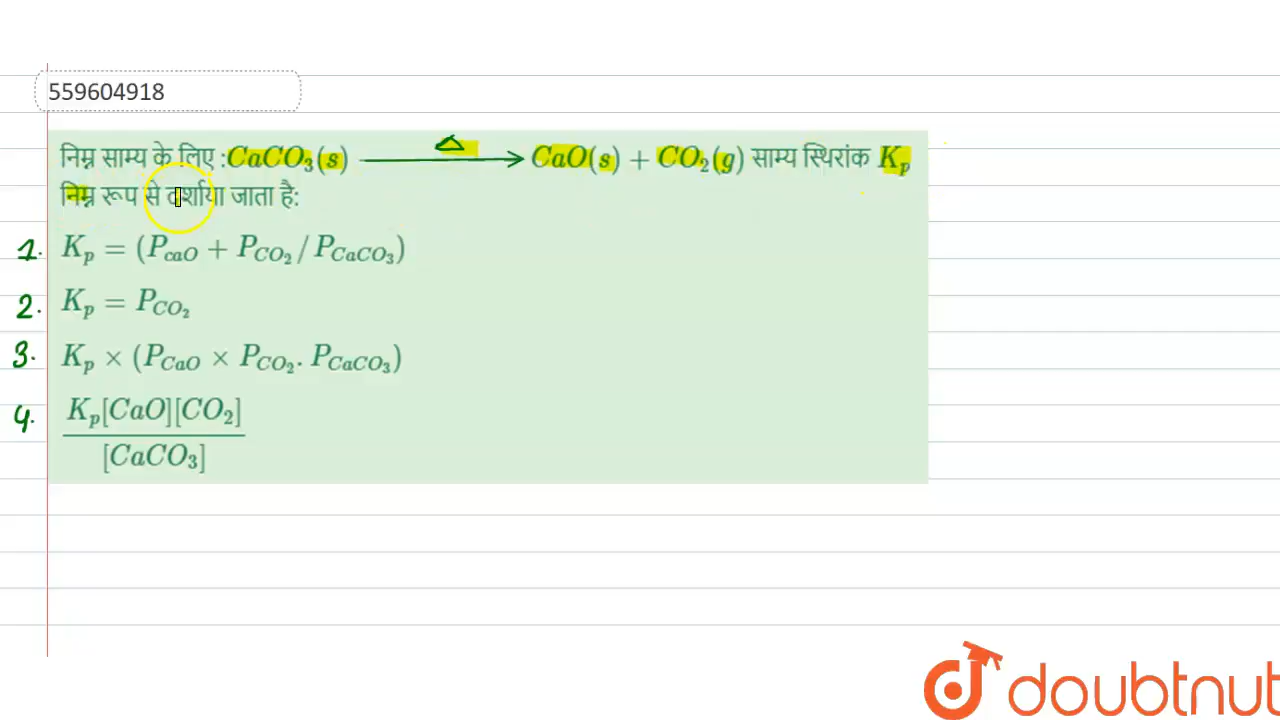 559604918
निम्न साम्य के लिए :CaCO₃(s) —Δ→ CaO(s) + CO₂(g) साम्य स्थिरांक Kₚ
निम्न रूप से दर्शाया जाता है:
1. Kₚ = (P_caO + P_CO₂ / P_CaCO₃)
2. Kₚ = P_CO₂
3. Kₚ × (P_CaO × P_CO₂. P_CaCO₃)
4. Kₚ[CaO][CO₂]
[CaCO₃]
doubtnut